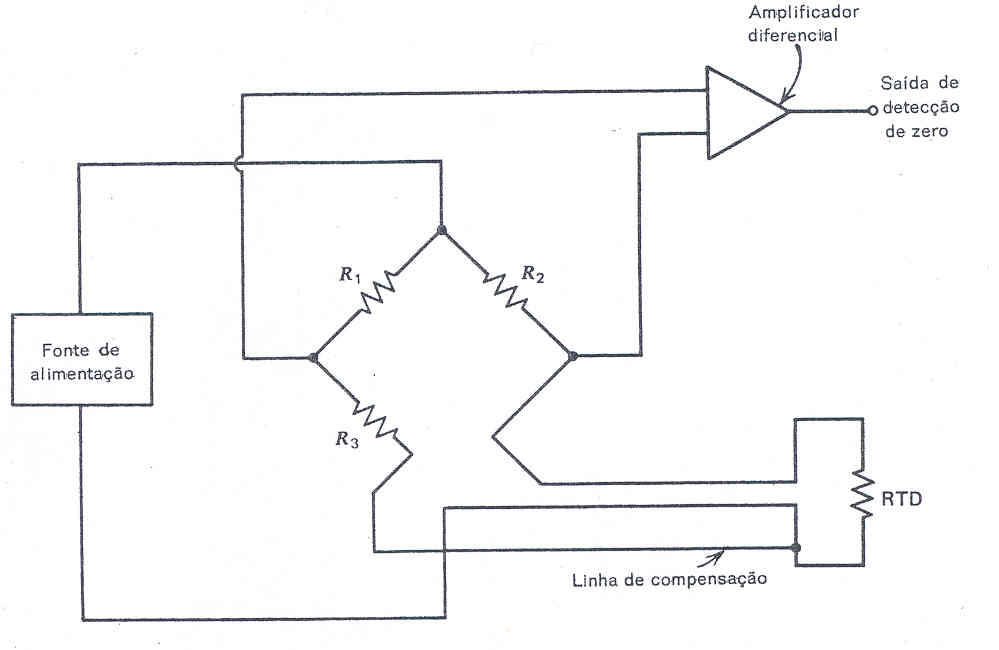 Amplificador
diferencial
Saída de
detecção
de zero
R1
R2
Fonte de
alimentação
R3
RTD
Linha de compensação